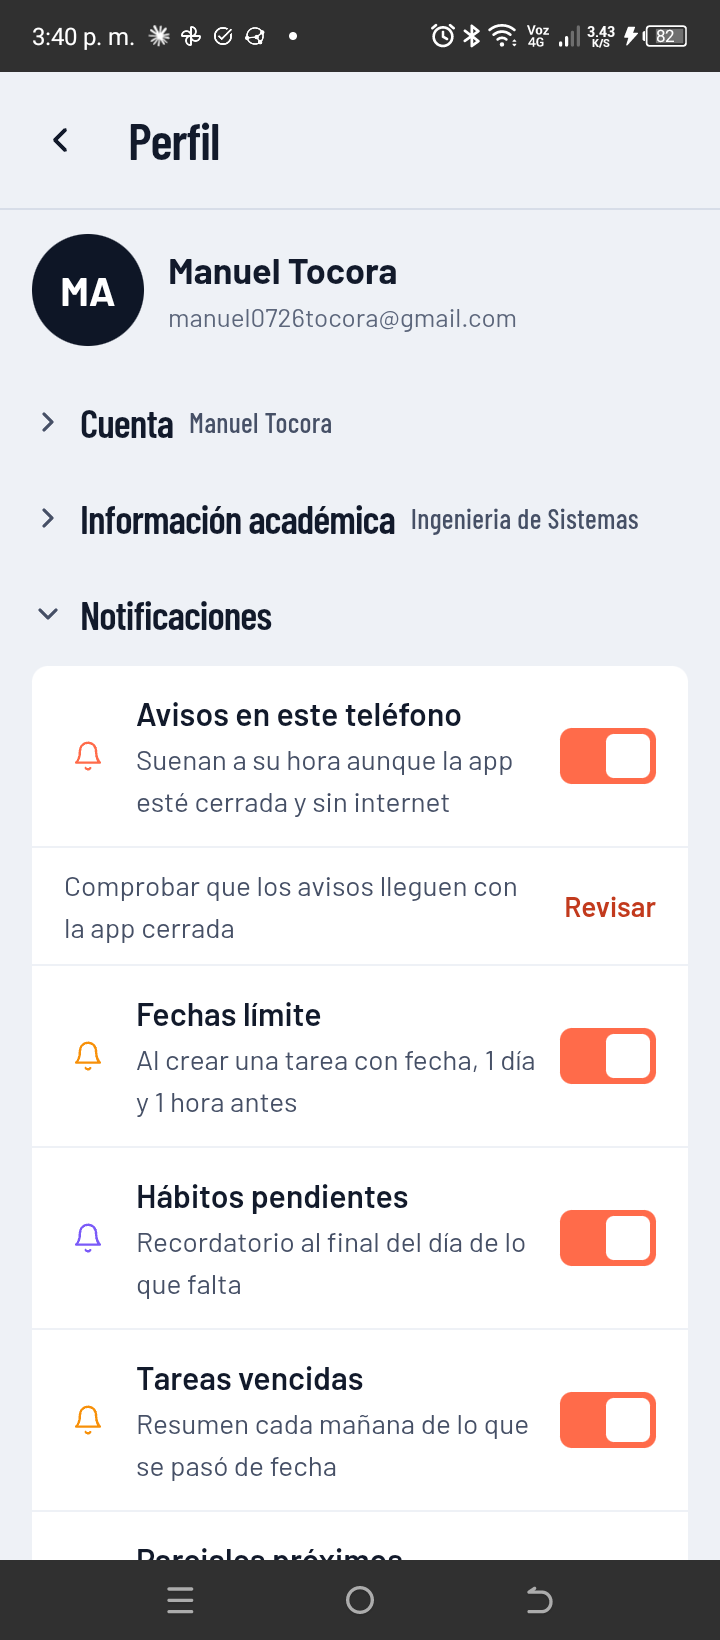 3:40 p. m.
Voz 4G
3.43 K/S
82
Perfil
MA
Manuel Tocora
manuel0726tocora@gmail.com
Cuenta Manuel Tocora
Información académica Ingenieria de Sistemas
Notificaciones
Avisos en este teléfono
Suenan a su hora aunque la app
esté cerrada y sin internet
Comprobar que los avisos lleguen con
la app cerrada
Revisar
Fechas límite
Al crear una tarea con fecha, 1 día
y 1 hora antes
Hábitos pendientes
Recordatorio al final del día de lo
que falta
Tareas vencidas
Resumen cada mañana de lo que
se pasó de fecha
Parciales próximos